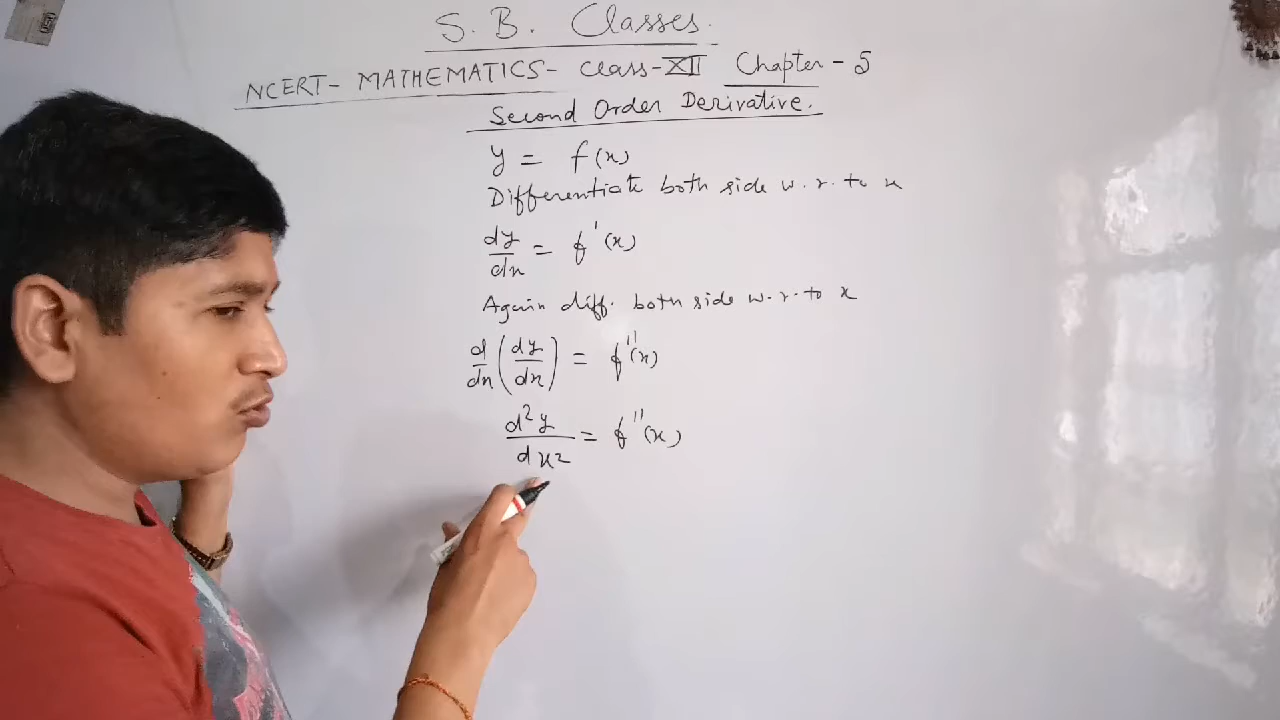 S. B. Classes.
NCERT- MATHEMATICS- Class-XII Chapter - 5
Second Order Derivative.
y = f(x)
Differentiate both side w.r. to x
dy/dx = f'(x)
Again diff. both side w.r. to x
d/dx (dy/dx) = f''(x)
d²y/dx² = f''(x)